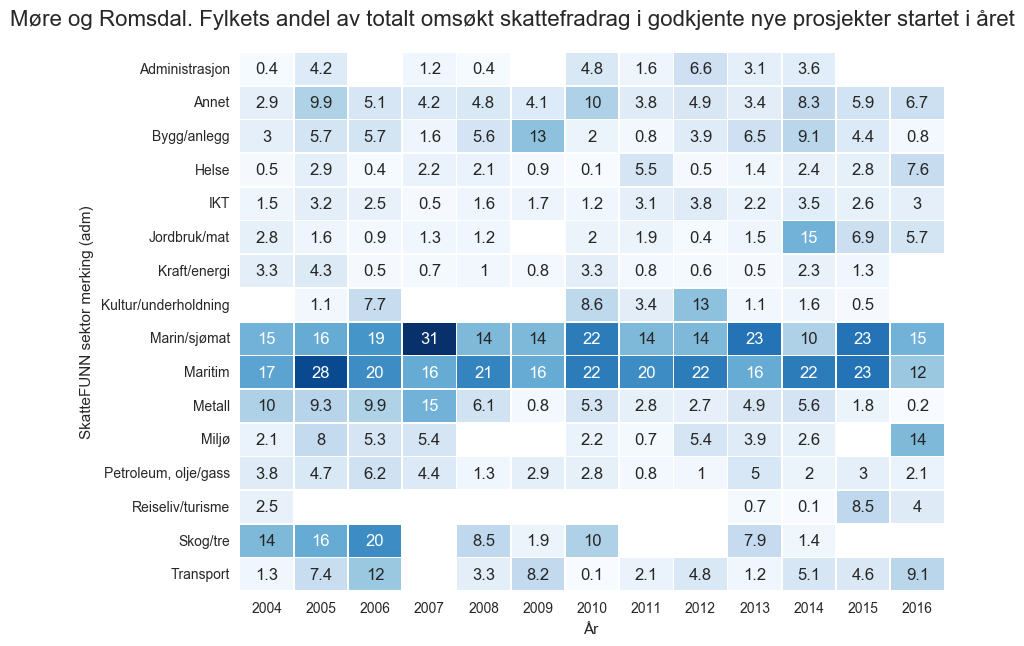 Møre og Romsdal. Fylkets andel av totalt omsøkt skattefradrag i godkjente nye prosjekter startet i året
SkatteFUNN sektor merking (adm)
Administrasjon 0.4 4.2 1.2 0.4 4.8 1.6 6.6 3.1 3.6
Annet 2.9 9.9 5.1 4.2 4.8 4.1 10 3.8 4.9 3.4 8.3 5.9 6.7
Bygg/anlegg 3 5.7 5.7 1.6 5.6 13 2 0.8 3.9 6.5 9.1 4.4 0.8
Helse 0.5 2.9 0.4 2.2 2.1 0.9 0.1 5.5 0.5 1.4 2.4 2.8 7.6
IKT 1.5 3.2 2.5 0.5 1.6 1.7 1.2 3.1 3.8 2.2 3.5 2.6 3
Jordbruk/mat 2.8 1.6 0.9 1.3 1.2 2 1.9 0.4 1.5 15 6.9 5.7
Kraft/energi 3.3 4.3 0.5 0.7 1 0.8 3.3 0.8 0.6 0.5 2.3 1.3
Kultur/underholdning 1.1 7.7 8.6 3.4 13 1.1 1.6 0.5
Marin/sjømat 15 16 19 31 14 14 22 14 14 23 10 23 15
Maritim 17 28 20 16 21 16 22 20 22 16 22 23 12
Metall 10 9.3 9.9 15 6.1 0.8 5.3 2.8 2.7 4.9 5.6 1.8 0.2
Miljø 2.1 8 5.3 5.4 2.2 0.7 5.4 3.9 2.6 14
Petroleum, olje/gass 3.8 4.7 6.2 4.4 1.3 2.9 2.8 0.8 1 5 2 3 2.1
Reiseliv/turisme 2.5 0.7 0.1 8.5 4
Skog/tre 14 16 20 8.5 1.9 10 7.9 1.4
Transport 1.3 7.4 12 3.3 8.2 0.1 2.1 4.8 1.2 5.1 4.6 9.1
2004 2005 2006 2007 2008 2009 2010 2011 2012 2013 2014 2015 2016
År